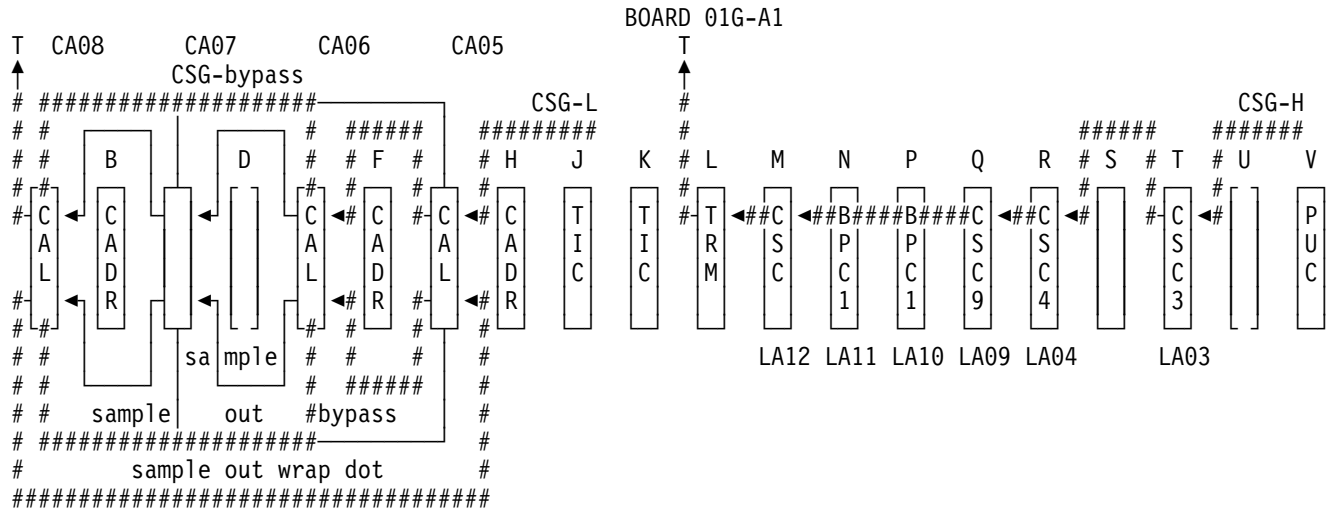 BOARD 01G-A1
T CA08 CA07 CA06 CA05 T
CSG-bypass
# #################### CSG-L # CSG-H
# # # ###### ######### # ###### #######
# # B D # # F # # H J K # L M N P Q R # S # T # U V
# # # # # # # # # #
#- C C C # C #- C # C T T #- T ##C ##B####B####CSC ##C # #- C # P
A A A A A A I I R S P P S S S U
L D L D L D C C M C C C C C C C
#- R # R #- # R 1 1 9 4 3
# # # # # #
# # sa mple # # # # LA12 LA11 LA10 LA09 LA04 LA03
# # # ###### #
# # sample out #bypass #
# #################### #
# sample out wrap dot #
####################################